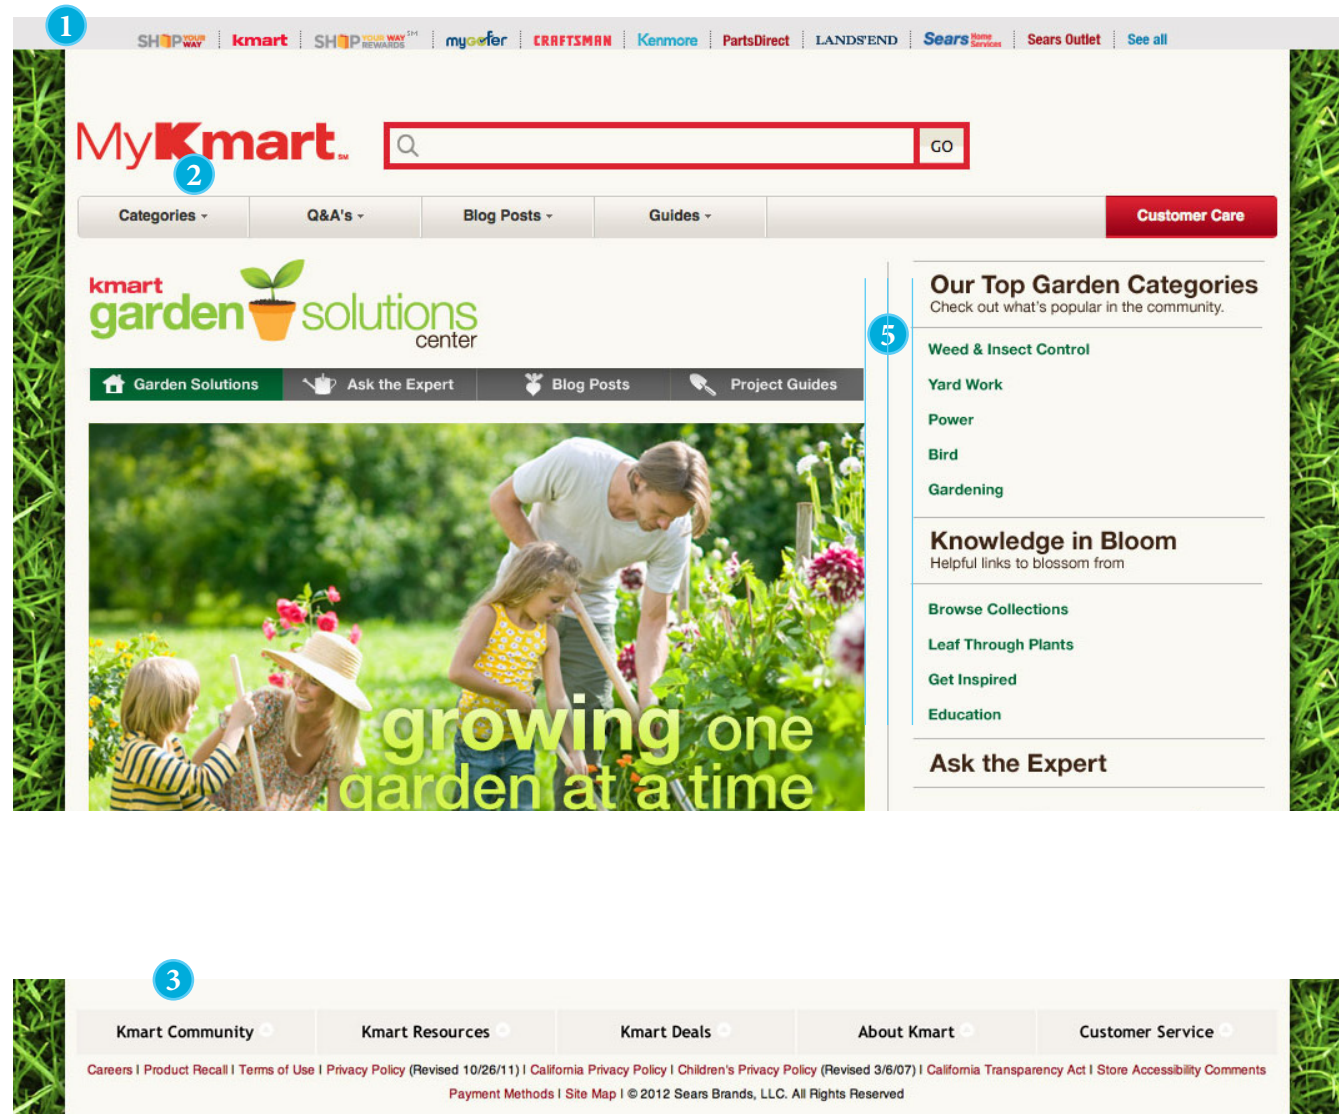 1
SHOP YOUR WAY kmart SHOP YOUR WAY REWARDS SM mygofer CRAFTSMAN Kenmore PartsDirect LANDS'END Sears Home Services Sears Outlet See all
MyKmart. SM
GO
2
Categories Q&A's Blog Posts Guides Customer Care
kmart
garden solutions
center
Garden Solutions Ask the Expert Blog Posts Project Guides
growing one
garden at a time
5
Our Top Garden Categories
Check out what's popular in the community.
Weed & Insect Control
Yard Work
Power
Bird
Gardening
Knowledge in Bloom
Helpful links to blossom from
Browse Collections
Leaf Through Plants
Get Inspired
Education
Ask the Expert
3
Kmart Community Kmart Resources Kmart Deals About Kmart Customer Service
Careers | Product Recall | Terms of Use | Privacy Policy (Revised 10/26/11) | California Privacy Policy | Children's Privacy Policy (Revised 3/6/07) | California Transparency Act | Store Accessibility Comments
Payment Methods | Site Map | © 2012 Sears Brands, LLC. All Rights Reserved